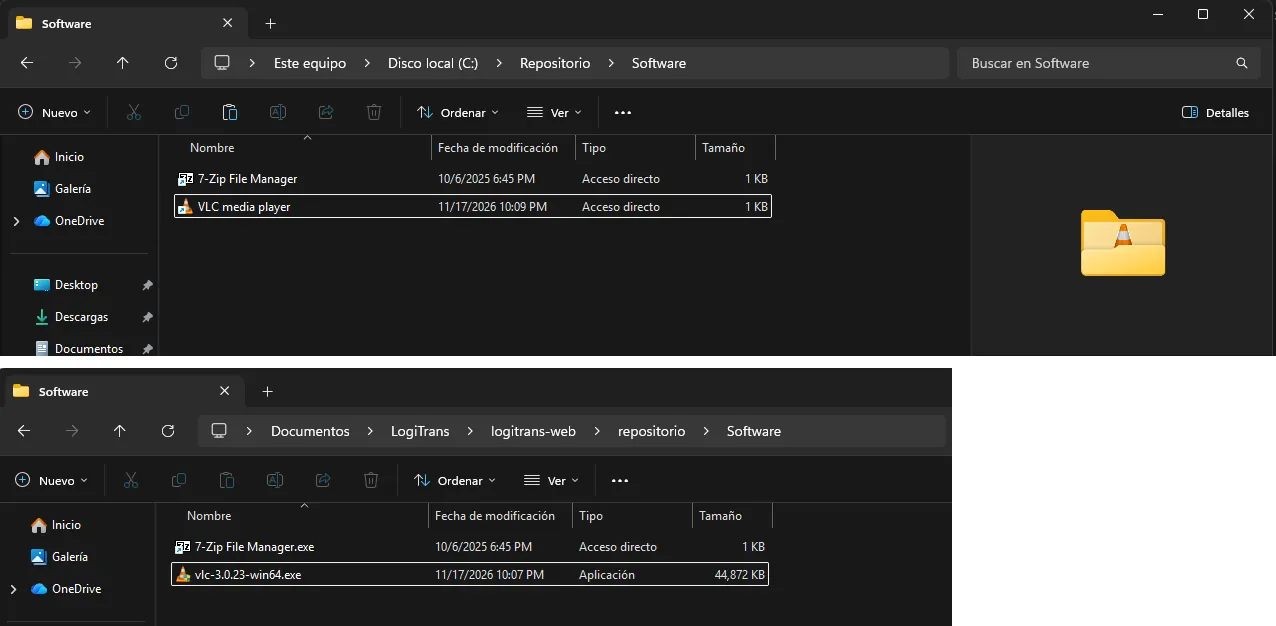 Software
Este equipo > Disco local (C:) > Repositorio > Software
Buscar en Software
Nuevo
Ordenar
Ver
Detalles
Nombre Fecha de modificación Tipo Tamaño
Inicio
Galería
OneDrive
Desktop
Descargas
Documentos
7-Zip File Manager 10/6/2025 6:45 PM Acceso directo 1 KB
VLC media player 11/17/2026 10:09 PM Acceso directo 1 KB
Software
Documentos > LogiTrans > logitrans-web > repositorio > Software
Nuevo
Ordenar
Ver
Nombre Fecha de modificación Tipo Tamaño
Inicio
Galería
OneDrive
7-Zip File Manager.exe 10/6/2025 6:45 PM Acceso directo 1 KB
vlc-3.0.23-win64.exe 11/17/2026 10:07 PM Aplicación 44,872 KB